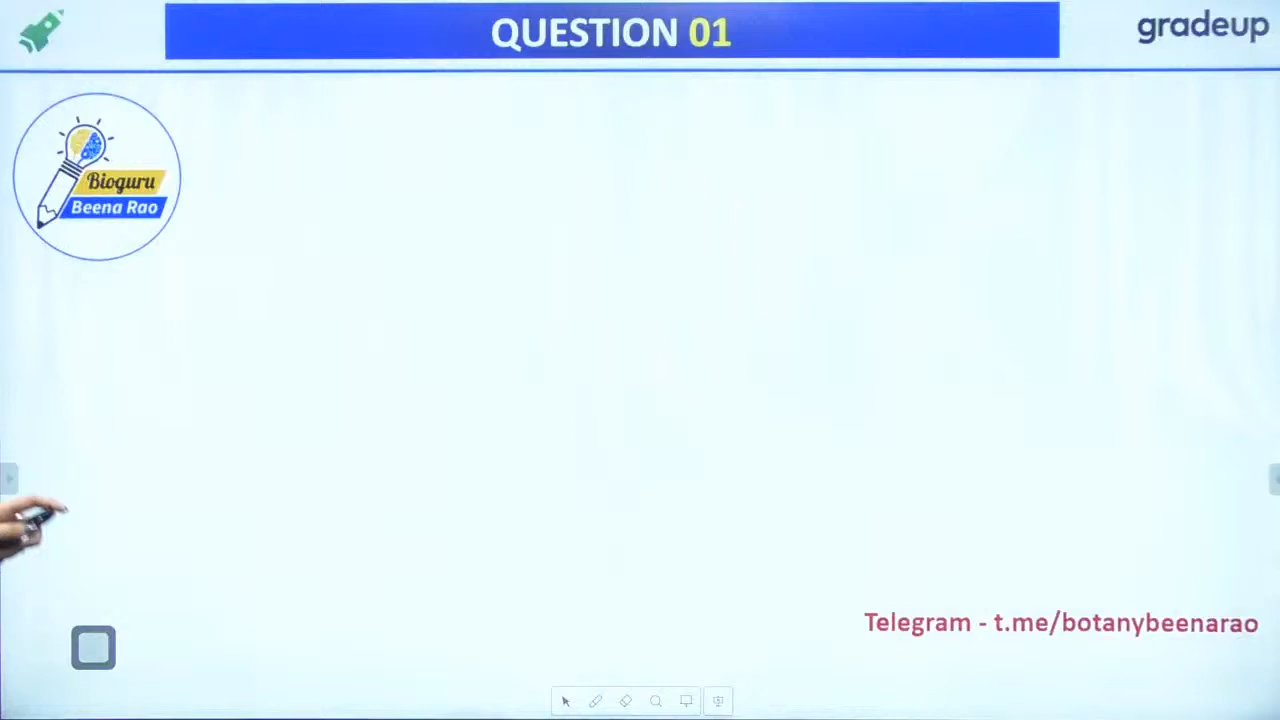 QUESTION 01
gradeup
Bioguru
Beena Rao
Telegram - t.me/botanybeenarao